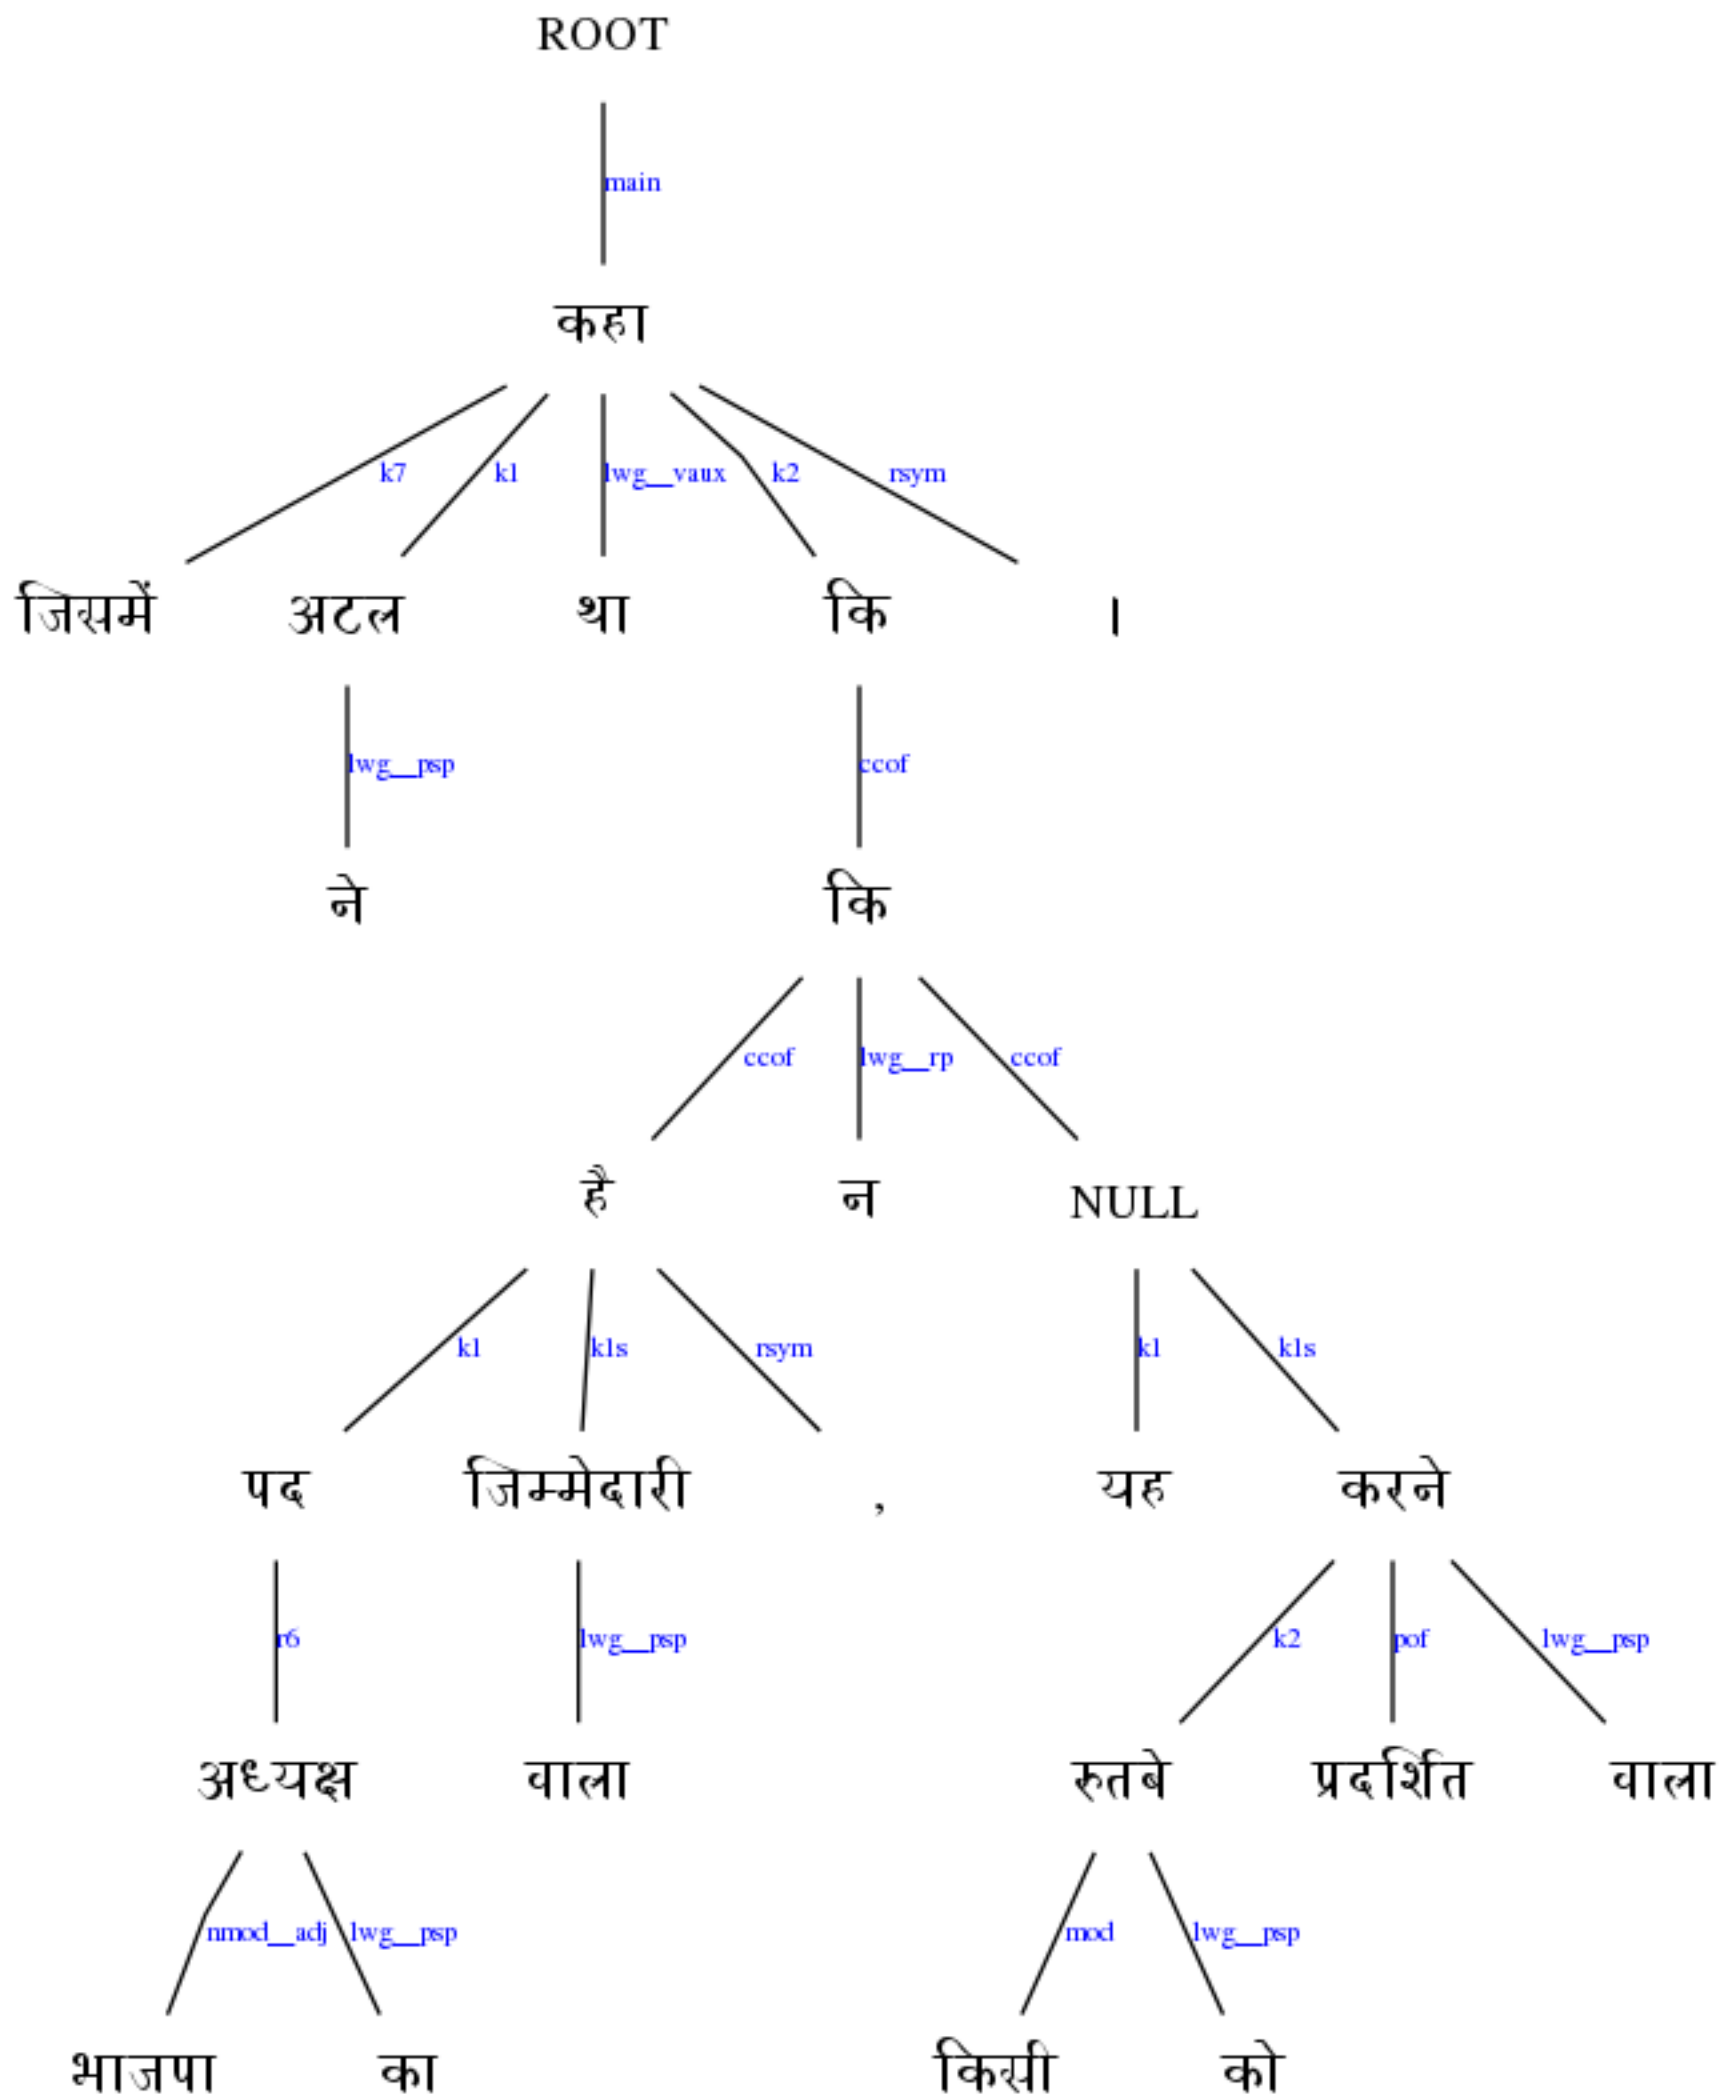 ROOT
main
कहा
k7 k1 lwg__vaux k2 rsym
जिसमें अटल था कि ।
lwg__psp ccof
ने कि
ccof lwg__rp ccof
है न NULL
k1 k1s rsym k1 k1s
पद जिम्मेदारी , यह करने
r6 lwg__psp k2 pof lwg__psp
अध्यक्ष वाला रुतबे प्रदर्शित वाला
nmod__adj lwg__psp mod lwg__psp
भाजपा का किसी को